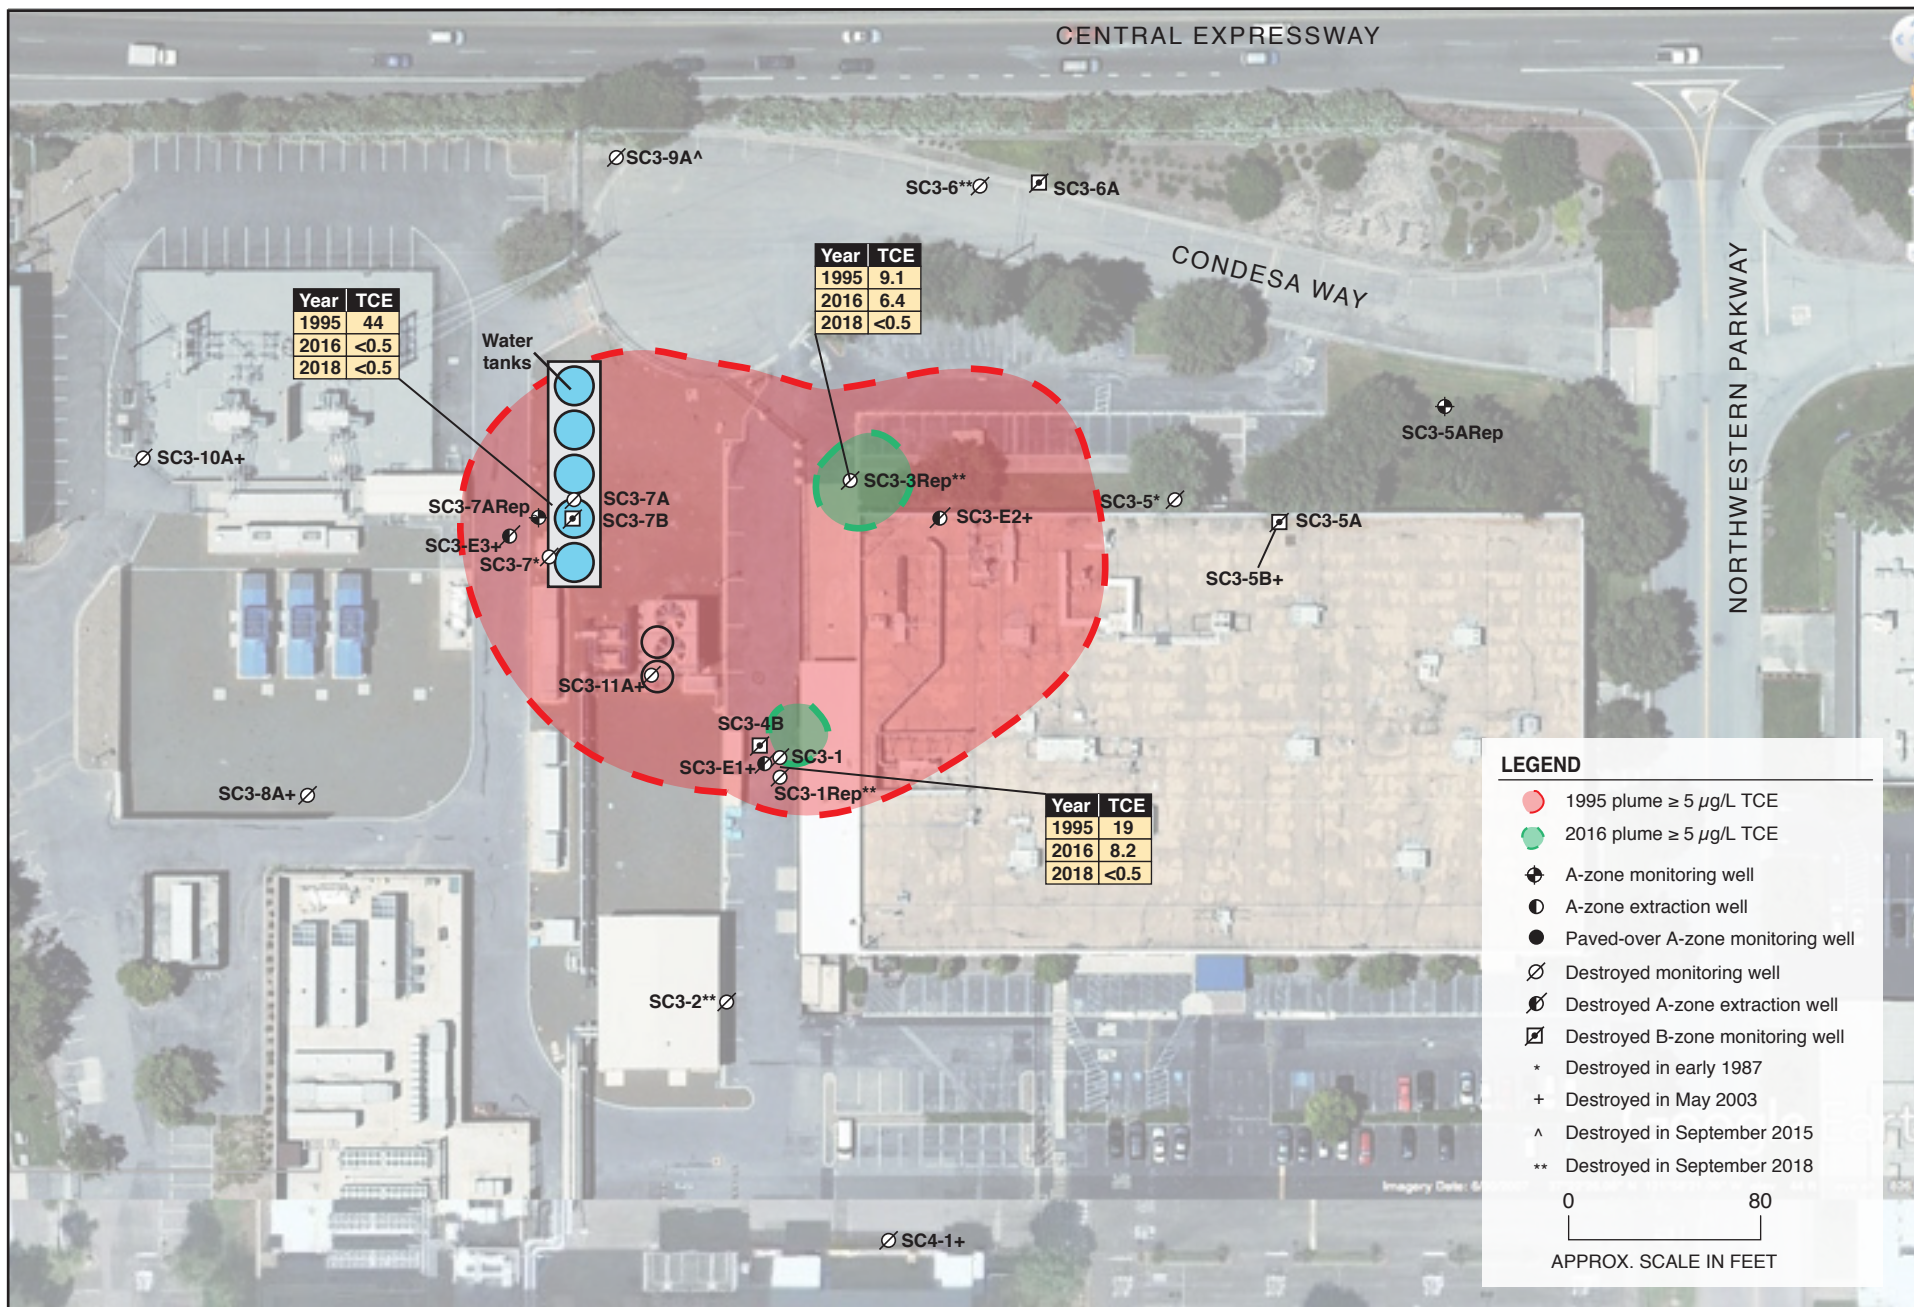 CENTRAL EXPRESSWAY
SC3-9A^
SC3-6**
SC3-6A
CONDESA WAY
NORTHWESTERN PARKWAY
Year TCE
1995 9.1
2016 6.4
2018 <0.5
Year TCE
1995 44
2016 <0.5
2018 <0.5
Water
tanks
SC3-5ARep
SC3-10A+
SC3-3Rep**
SC3-7A
SC3-7ARep
SC3-7B
SC3-5*
SC3-E2+
SC3-5A
SC3-E3+
SC3-7*
SC3-5B+
SC3-11A+
SC3-4B
SC3-1
SC3-E1+
SC3-1Rep**
SC3-8A+
Year TCE
1995 19
2016 8.2
2018 <0.5
SC3-2**
SC4-1+
LEGEND
1995 plume ≥ 5 µg/L TCE
2016 plume ≥ 5 µg/L TCE
A-zone monitoring well
A-zone extraction well
Paved-over A-zone monitoring well
Destroyed monitoring well
Destroyed A-zone extraction well
Destroyed B-zone monitoring well
* Destroyed in early 1987
+ Destroyed in May 2003
^ Destroyed in September 2015
** Destroyed in September 2018
Imagery Date:
0 80
APPROX. SCALE IN FEET